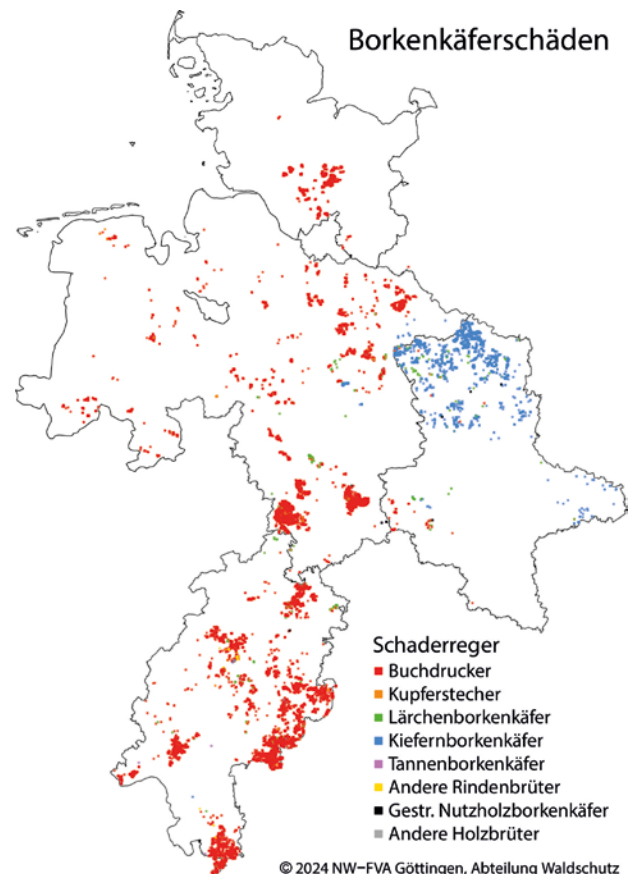 Borkenkäferschäden
Schaderreger
Buchdrucker
Kupferstecher
Lärchenborkenkäfer
Kiefernborkenkäfer
Tannenborkenkäfer
Andere Rindenbrüter
Gestr. Nutzholzborkenkäfer
Andere Holzbrüter
© 2024 NW–FVA Göttingen, Abteilung Waldschutz